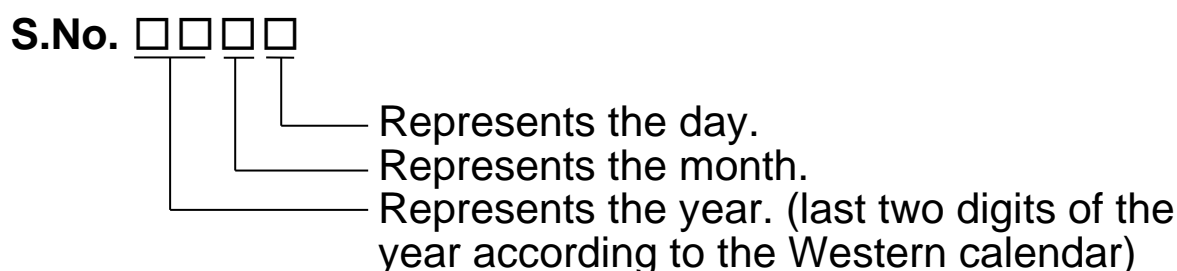 S.No. □□□□
Represents the day.
Represents the month.
Represents the year. (last two digits of the
year according to the Western calendar)